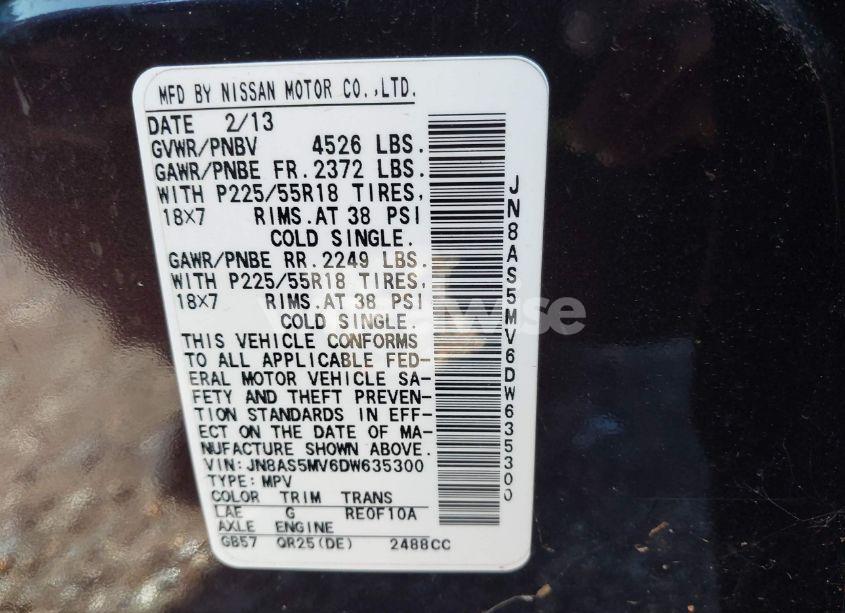 MFD BY NISSAN MOTOR CO.,LTD.
DATE 2/13
GVWR/PNBV 4526 LBS.
GAWR/PNBE FR.2372 LBS.
WITH P225/55R18 TIRES,
18×7 RIMS.AT 38 PSI
COLD SINGLE.
GAWR/PNBE RR.2249 LBS.
WITH P225/55R18 TIRES,
18×7 RIMS.AT 38 PSI
COLD SINGLE.
THIS VEHICLE CONFORMS
TO ALL APPLICABLE FED-
ERAL MOTOR VEHICLE SA-
FETY AND THEFT PREVEN-
TION STANDARDS IN EFF-
ECT ON THE DATE OF MA-
NUFACTURE SHOWN ABOVE.
VIN: JN8AS5MV6DW635300
TYPE: MPV
COLOR TRIM TRANS
LAE G RE0F10A
AXLE ENGINE
GB57 QR25(DE) 2488CC
JN8AS5MV6DW635300